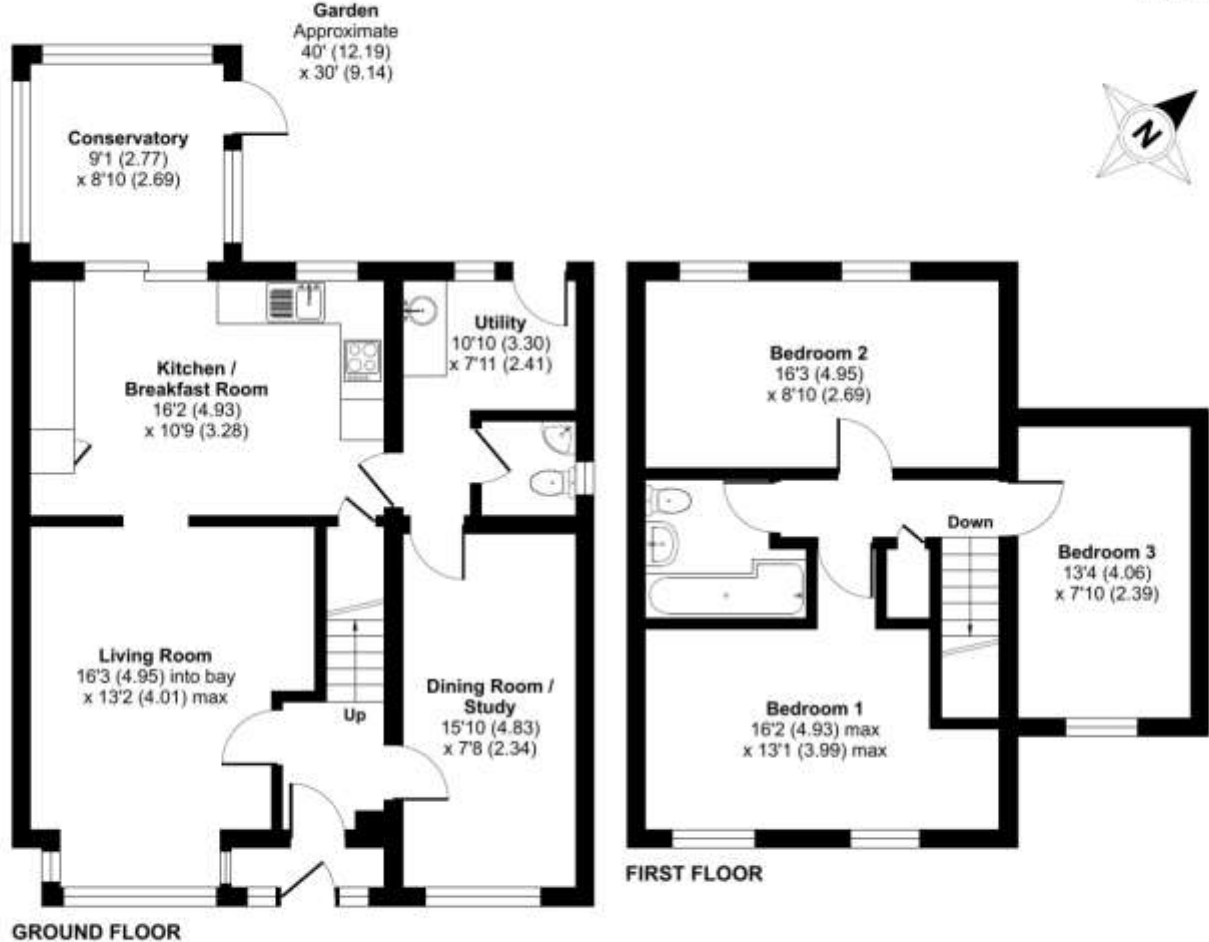 Garden
Approximate
40' (12.19)
x 30' (9.14)
Conservatory
9'1 (2.77)
x 8'10 (2.69)
N
Kitchen /
Breakfast Room
16'2 (4.93)
x 10'9 (3.28)
Utility
10'10 (3.30)
x 7'11 (2.41)
Bedroom 2
16'3 (4.95)
x 8'10 (2.69)
Down
Bedroom 3
13'4 (4.06)
x 7'10 (2.39)
Living Room
16'3 (4.95) into bay
x 13'2 (4.01) max
Up
Dining Room /
Study
15'10 (4.83)
x 7'8 (2.34)
Bedroom 1
16'2 (4.93) max
x 13'1 (3.99) max
FIRST FLOOR
GROUND FLOOR